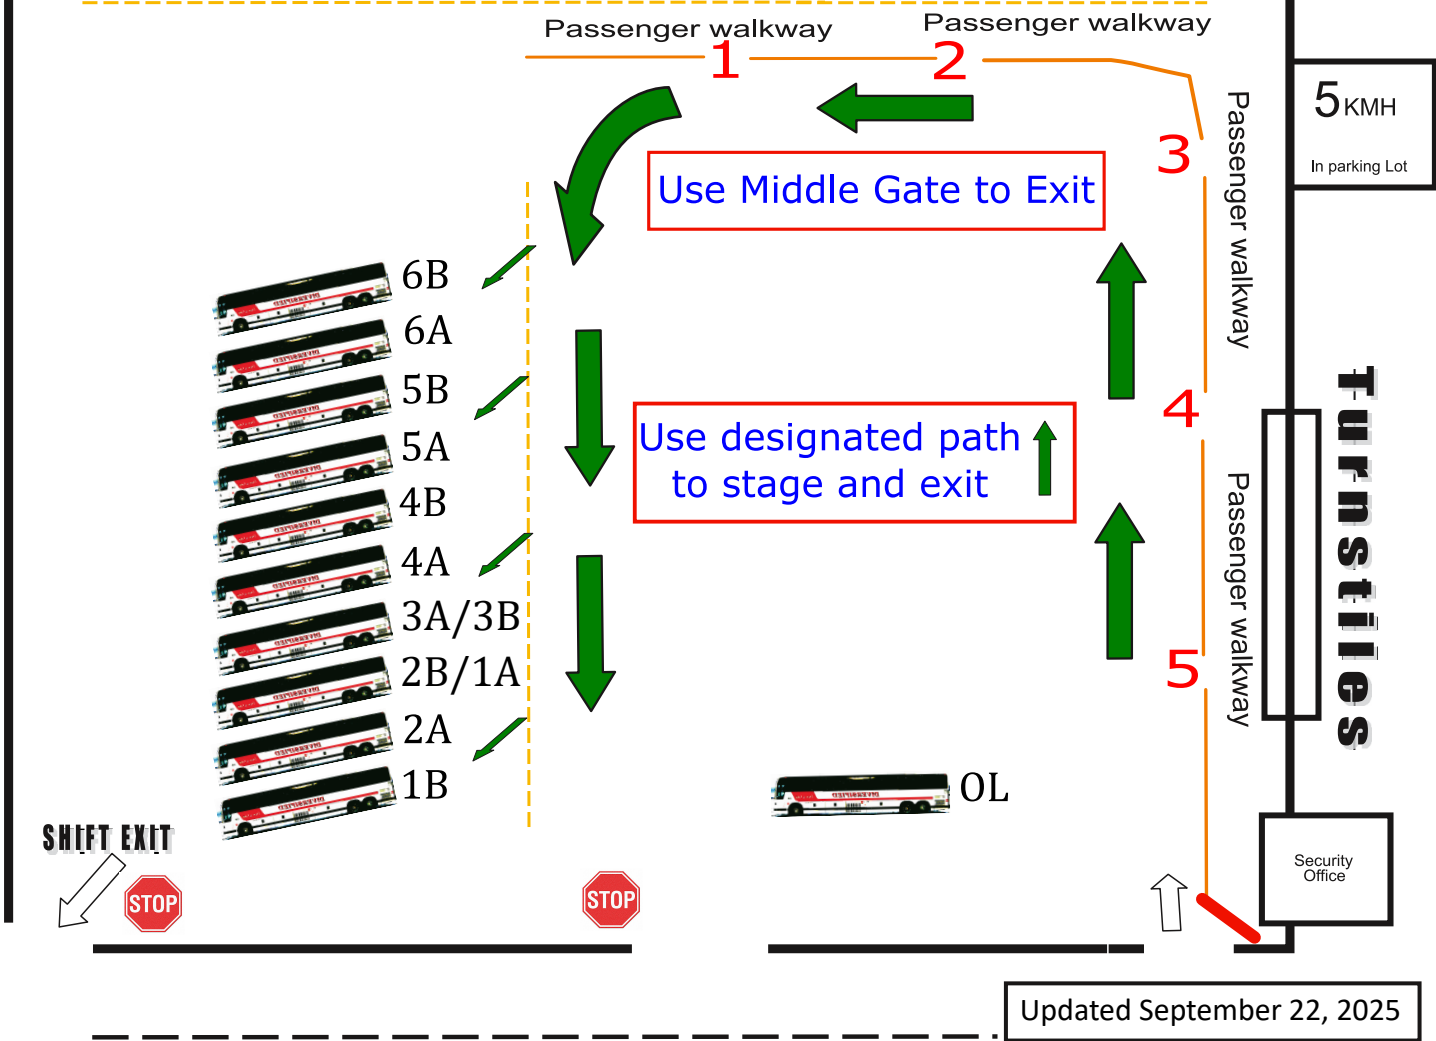 Passenger walkway
Passenger walkway
1
2
5 KMH
In parking Lot
3
Passenger walkway
Use Middle Gate to Exit
6B
6A
5B
5A
4B
4A
3A/3B
2B/1A
2A
1B
Use designated path
to stage and exit
4
Passenger walkway
5
Turnstiles
OL
SHIFT EXIT
STOP
STOP
Security
Office
Updated September 22, 2025